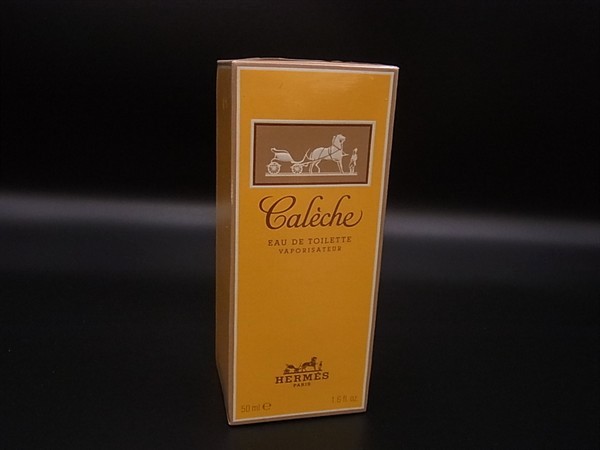 Calèche
EAU DE TOILETTE
VAPORISATEUR
HERMÈS
PARIS
50 ml ℮ 1.6 fl.oz.